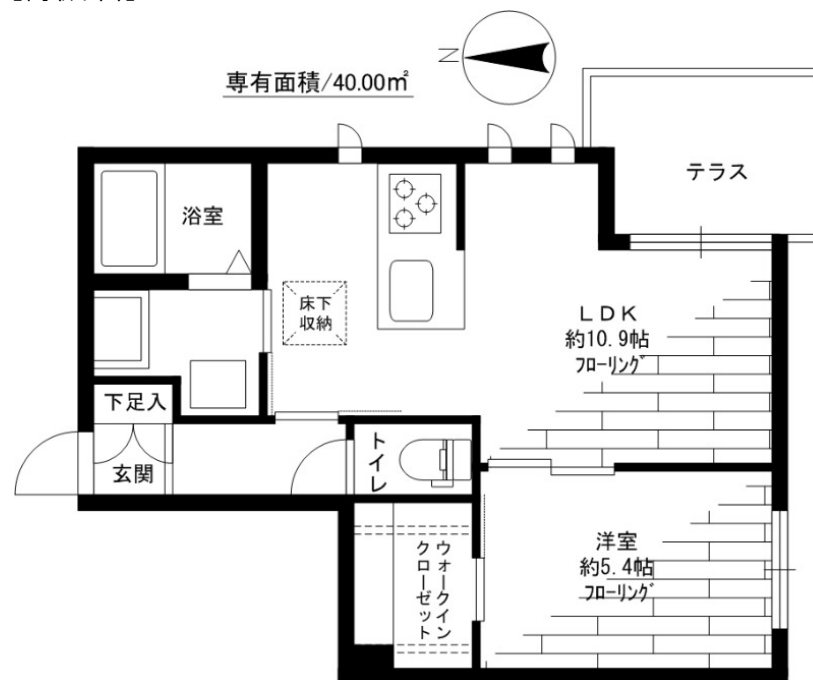 N
専有面積/40.00㎡
テラス
浴室
床下
収納
LDK
約10.9帖
フローリング
下足入
玄関
トイレ
洋室
約5.4帖
フローリング
ウォークイン
クローゼット